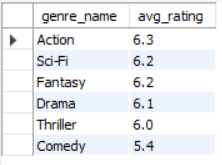 genre_name avg_rating
Action 6.3
Sci-Fi 6.2
Fantasy 6.2
Drama 6.1
Thriller 6.0
Comedy 5.4